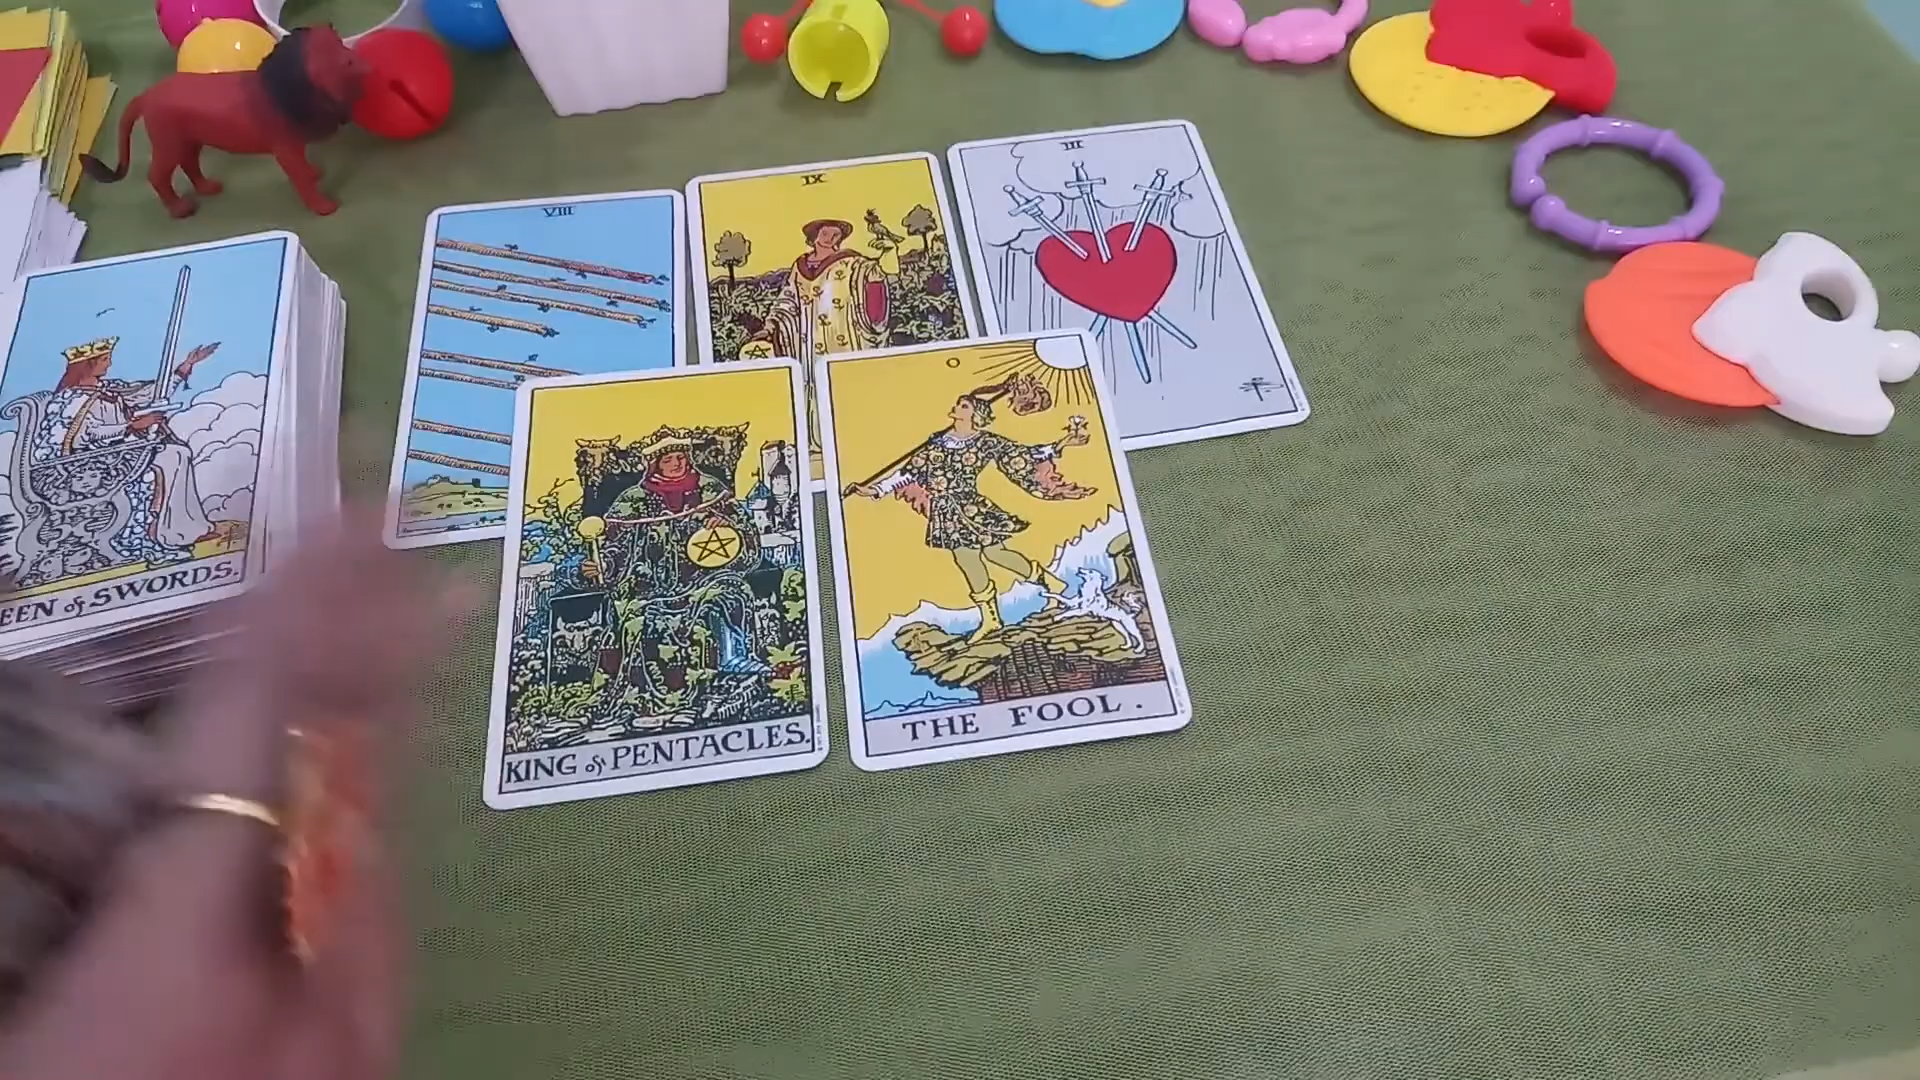 VIII
IX
III
EEN of SWORDS.
KING of PENTACLES.
THE FOOL.